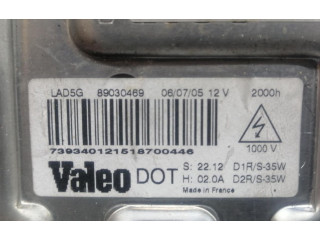 LAD5G 89030469 06/07/05 12 V 2000h
1000 V
739340121518700446
Valeo DOT S: 22.12 D1R/S-35W
H: 02.0A D2R/S-35W
Made in France